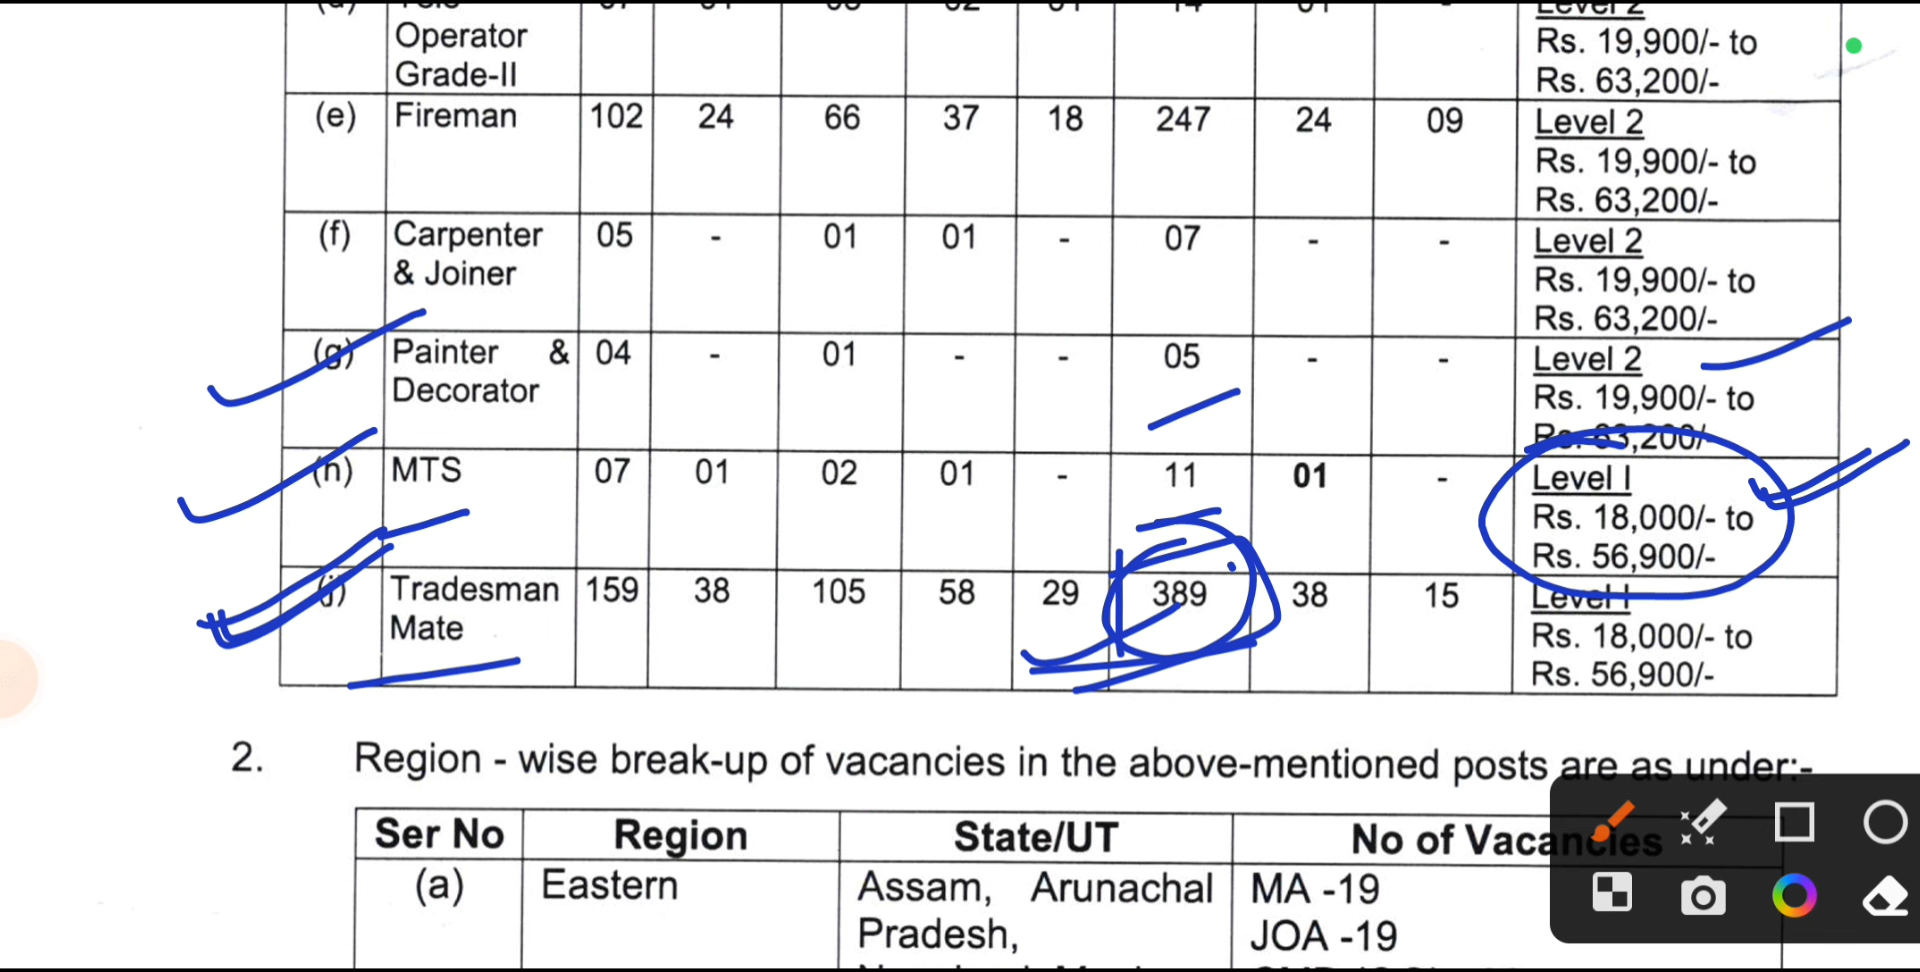 Operator
Grade-II
Level 2
Rs. 19,900/- to
Rs. 63,200/-
(e) Fireman 102 24 66 37 18 247 24 09 Level 2
Rs. 19,900/- to
Rs. 63,200/-
(f) Carpenter 05 - 01 01 - 07 - - Level 2
& Joiner Rs. 19,900/- to
Rs. 63,200/-
(g) Painter & 04 - 01 - - 05 - - Level 2
Decorator Rs. 19,900/- to
Rs. 63,200/-
(h) MTS 07 01 02 01 - 11 01 - Level I
Rs. 18,000/- to
Rs. 56,900/-
(j) Tradesman 159 38 105 58 29 389 38 15 Level I
Mate Rs. 18,000/- to
Rs. 56,900/-
2. Region - wise break-up of vacancies in the above-mentioned posts are as under:-
Ser No Region State/UT No of Vacancies
(a) Eastern Assam, Arunachal MA -19
Pradesh, JOA -19